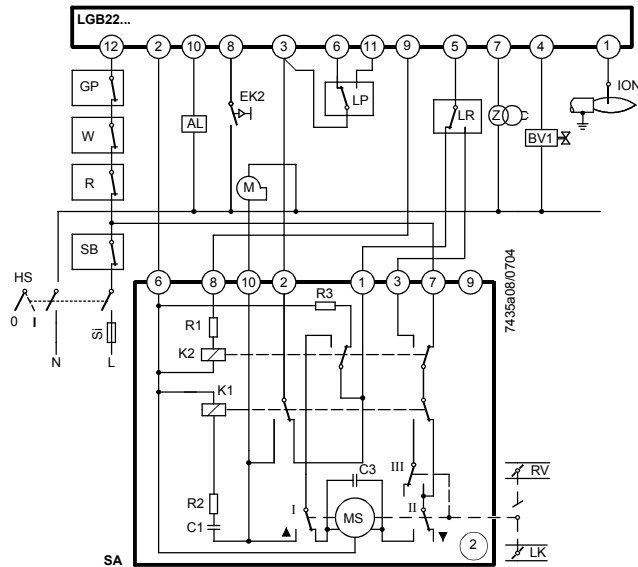 LGB22...
12 2 10 8 3 6 11 9 5 7 4 1
GP
EK2
LP
LR
Z
ION
W
AL
BV1
R
M
SB
HS
0 I
Si
N L
6 8 10 2 1 3 7 9
7435a08/0704
R3
R1
K2
K1
C3
III
RV
R2
I
MS
II
C1
2
SA
LK